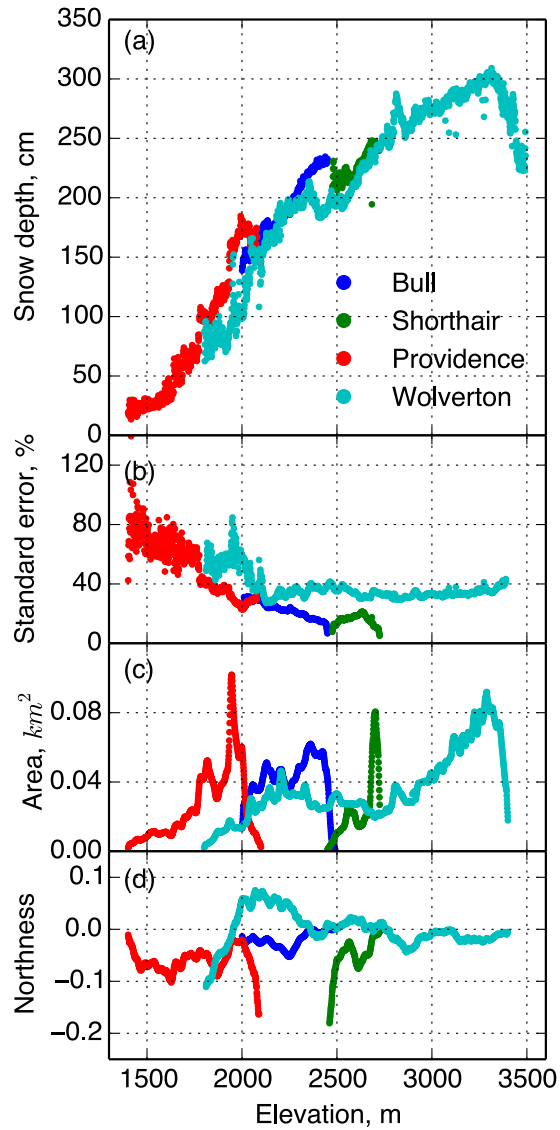 350
(a)
300
250
200
150
100
50
0
Snow depth, cm
Bull
Shorthair
Providence
Wolverton
(b)
120
80
40
0
Standard error, %
(c)
0.08
0.04
0.00
Area, km²
(d)
0.1
0.0
−0.1
−0.2
Northness
1500 2000 2500 3000 3500
Elevation, m